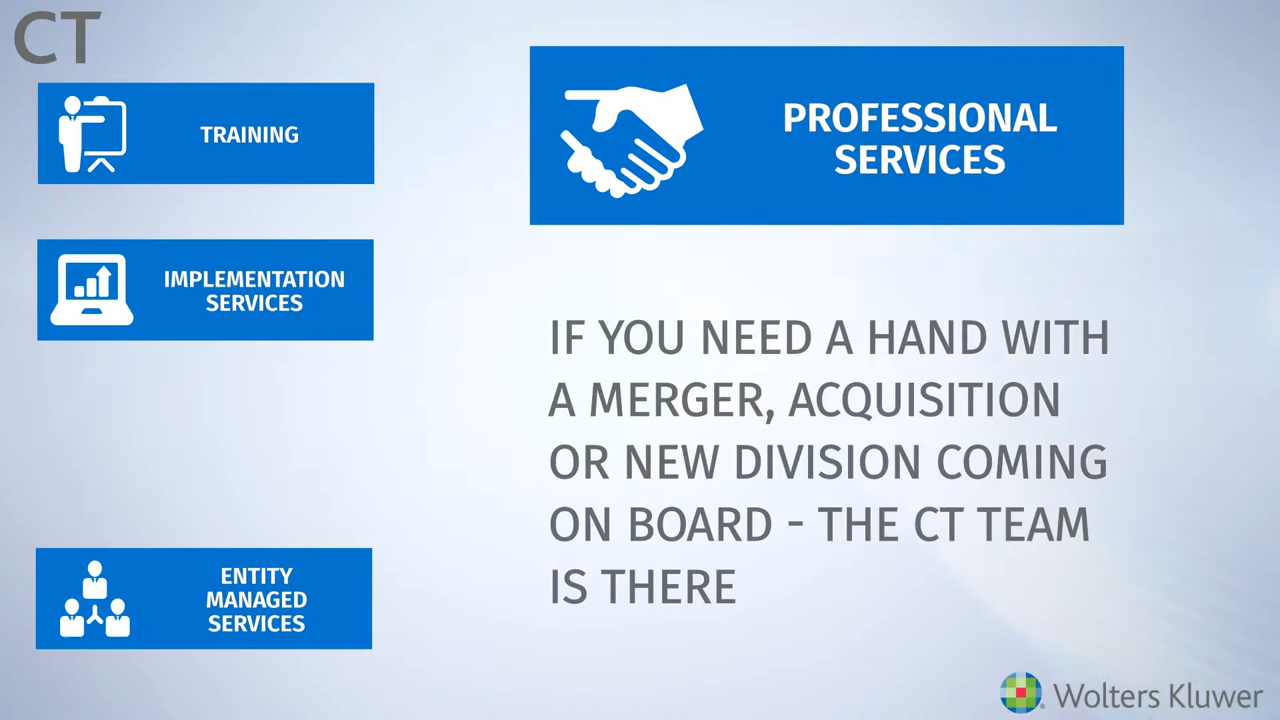 CT
TRAINING
IMPLEMENTATION
SERVICES
ENTITY
MANAGED
SERVICES
PROFESSIONAL
SERVICES
IF YOU NEED A HAND WITH
A MERGER, ACQUISITION
OR NEW DIVISION COMING
ON BOARD - THE CT TEAM
IS THERE
Wolters Kluwer